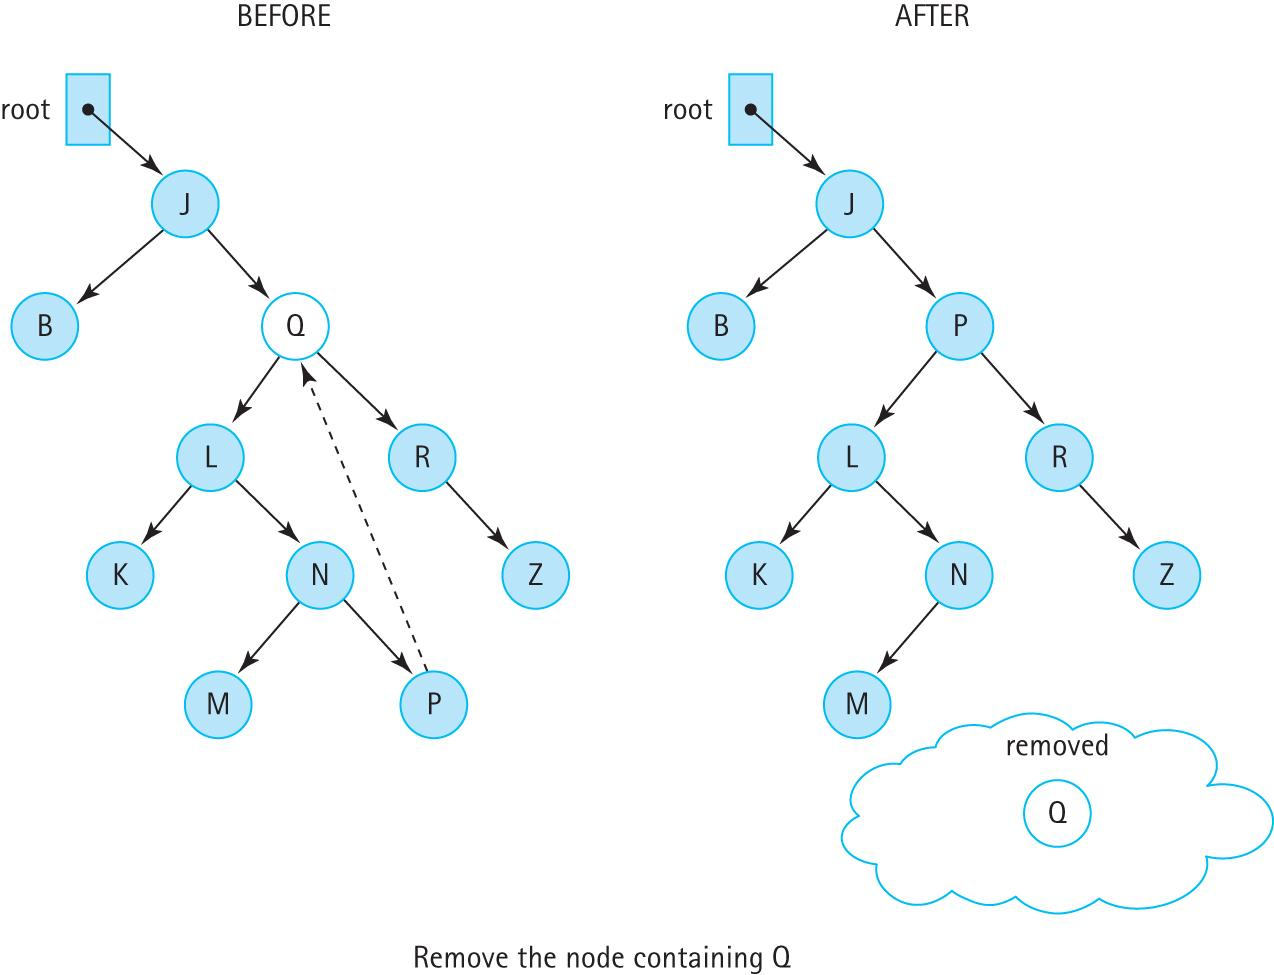 BEFORE
root
J
B
Q
L
R
K
N
Z
M
P
AFTER
root
J
B
P
L
R
K
N
Z
M
removed
Q
Remove the node containing Q